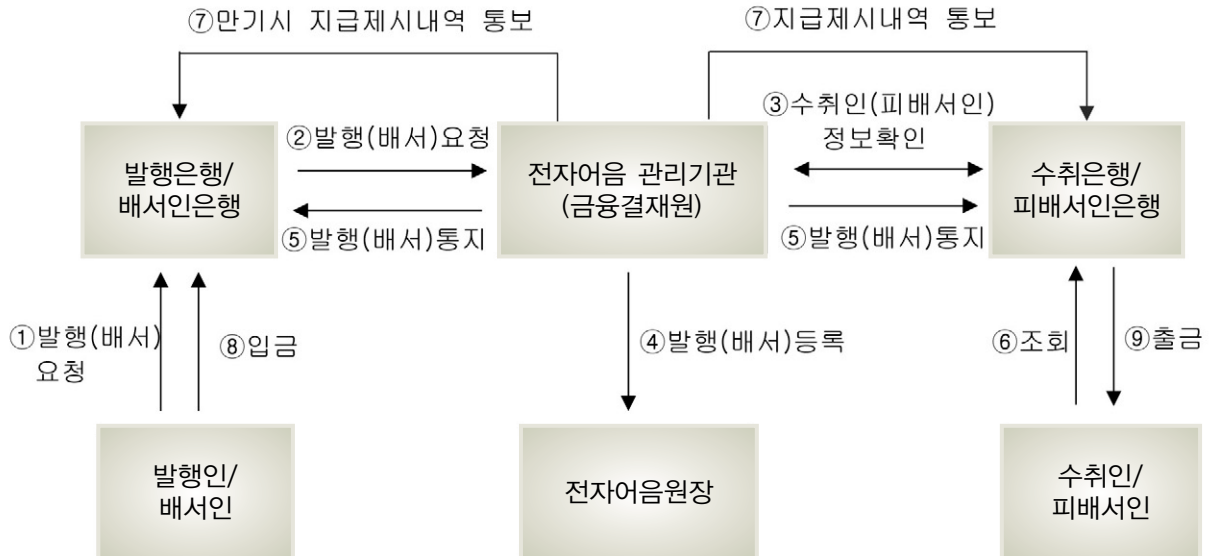 ⑦만기시 지급제시내역 통보
⑦지급제시내역 통보
③수취인(피배서인)
정보확인
②발행(배서)요청
발행은행/
배서인은행
전자어음 관리기관
(금융결재원)
수취은행/
피배서인은행
⑤발행(배서)통지
⑤발행(배서)통지
①발행(배서)
요청
⑧입금
④발행(배서)등록
⑥조회
⑨출금
발행인/
배서인
전자어음원장
수취인/
피배서인